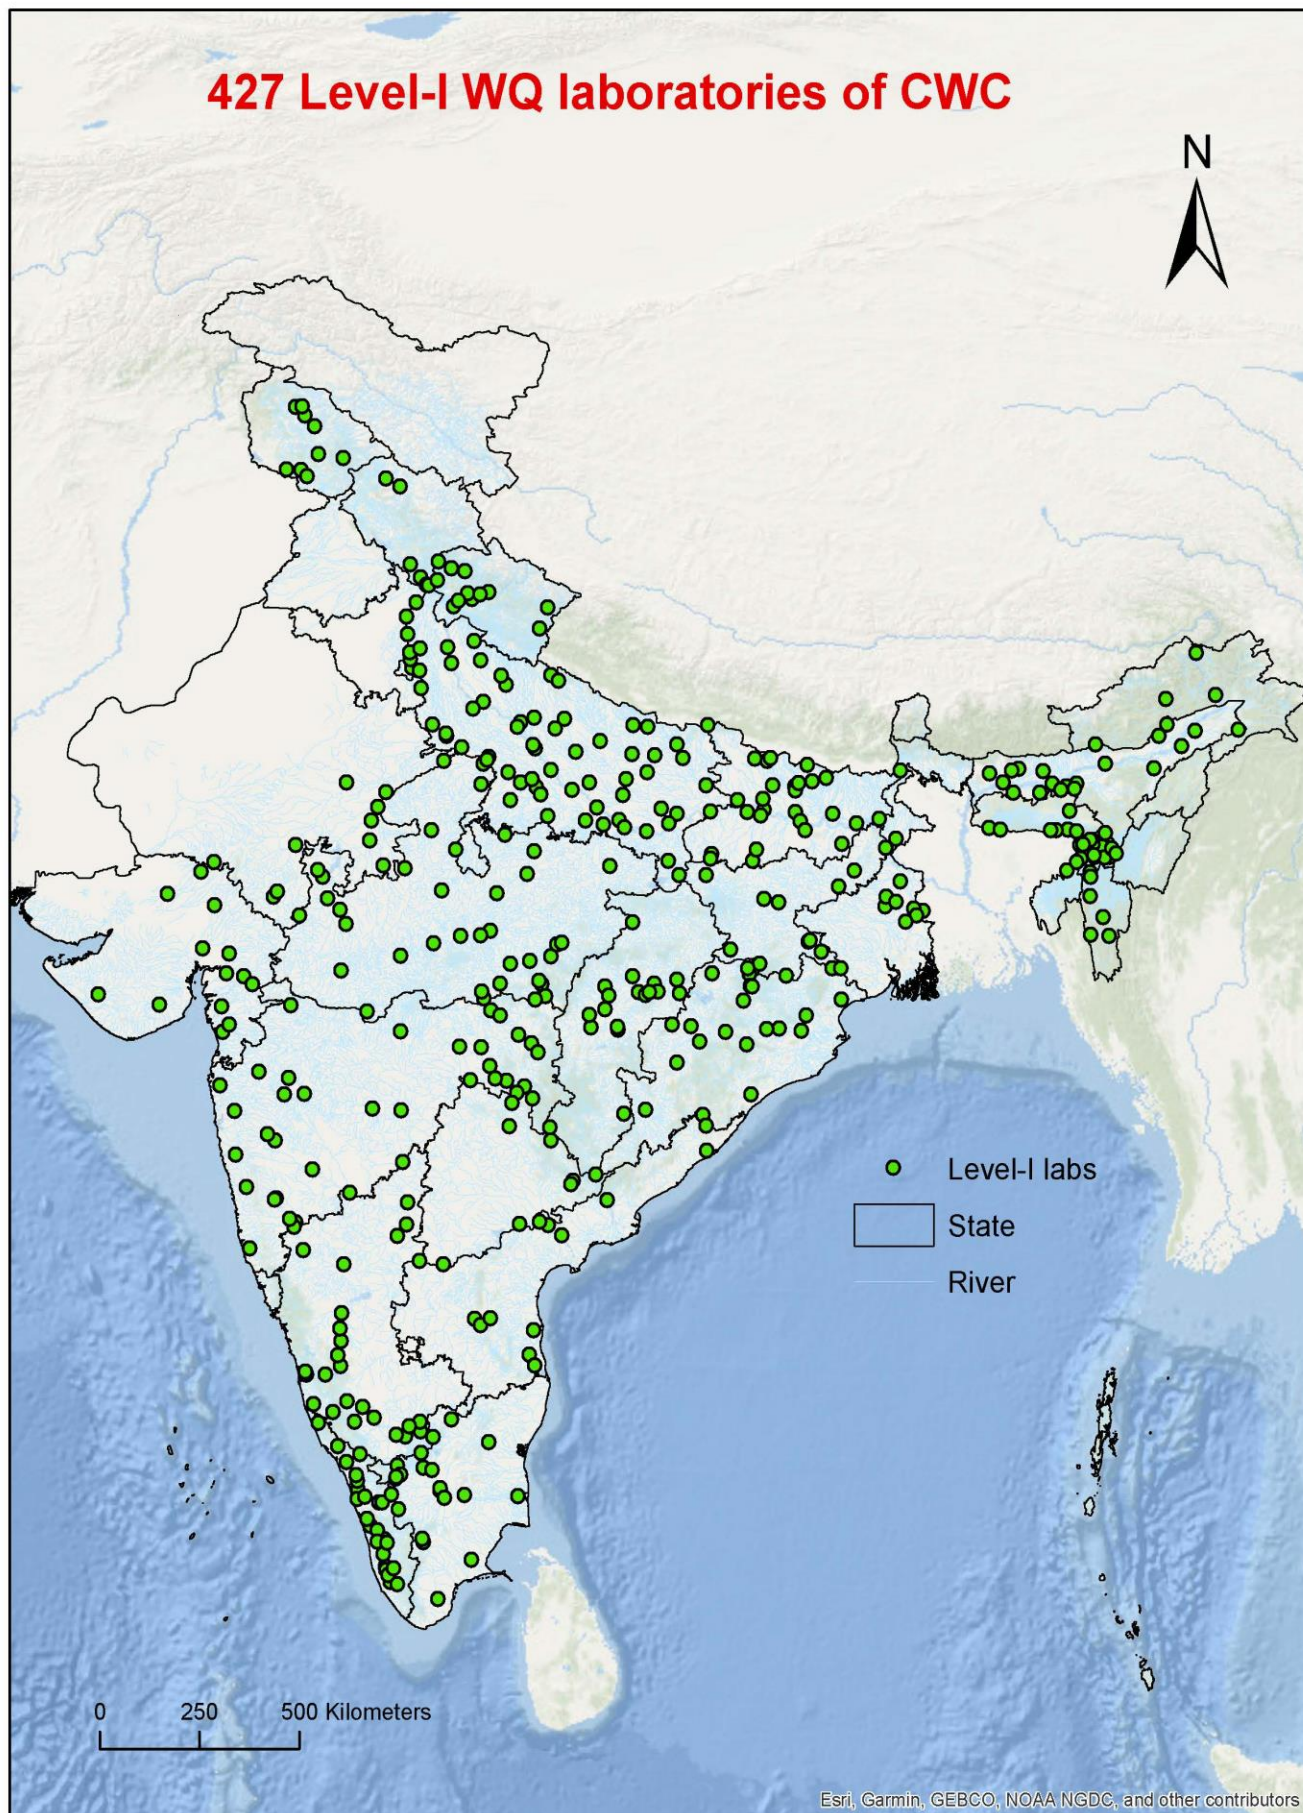 427 Level-I WQ laboratories of CWC
N
Level-I labs
State
River
0 250 500 Kilometers
Esri, Garmin, GEBCO, NOAA NGDC, and other contributors